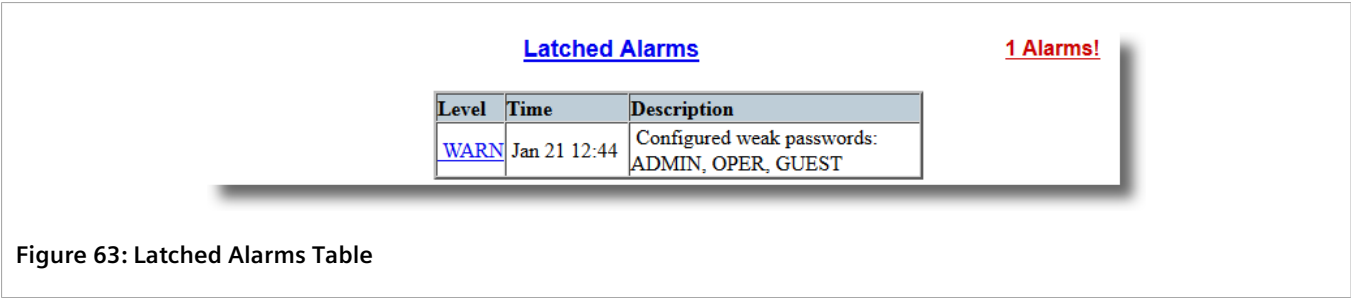 Latched Alarms
1 Alarms!
Level Time Description
WARN Jan 21 12:44 Configured weak passwords:
ADMIN, OPER, GUEST
Figure 63: Latched Alarms Table